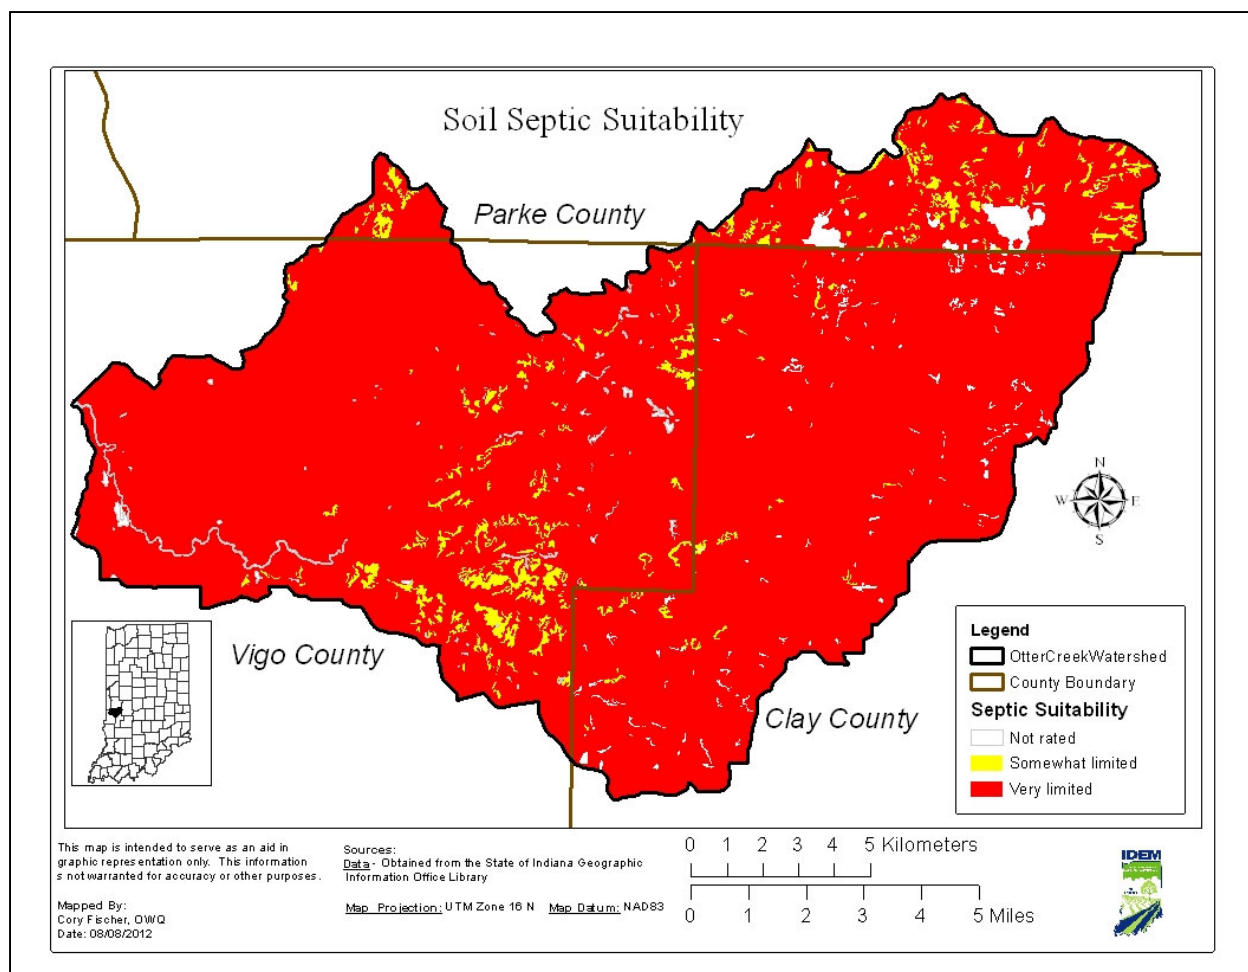 Soil Septic Suitability
Parke County
N
W E
S
Vigo County
Clay County
Legend
OtterCreekWatershed
County Boundary
Septic Suitability
Not rated
Somewhat limited
Very limited
This map is intended to serve as an aid in
graphic representation only. This information
s not warranted for accuracy or other purposes.
Mapped By:
Cory Fischer, OWQ
Date: 08/08/2012
Sources:
Data - Obtained from the State of Indiana Geographic
Information Office Library
Map Projection: UTM Zone 16 N Map Datum: NAD83
0 1 2 3 4 5 Kilometers
0 1 2 3 4 5 Miles
IDEM